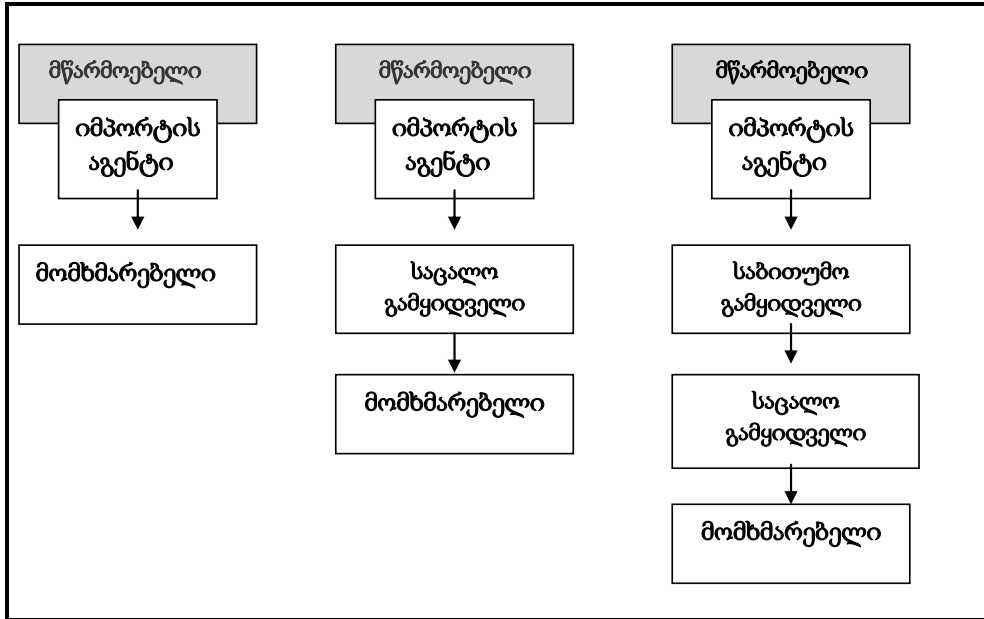 მწარმოებელი
იმპორტის
აგენტი
მომხმარებელი
მწარმოებელი
იმპორტის
აგენტი
საცალო
გამყიდველი
მომხმარებელი
მწარმოებელი
იმპორტის
აგენტი
საბითუმო
გამყიდველი
საცალო
გამყიდველი
მომხმარებელი